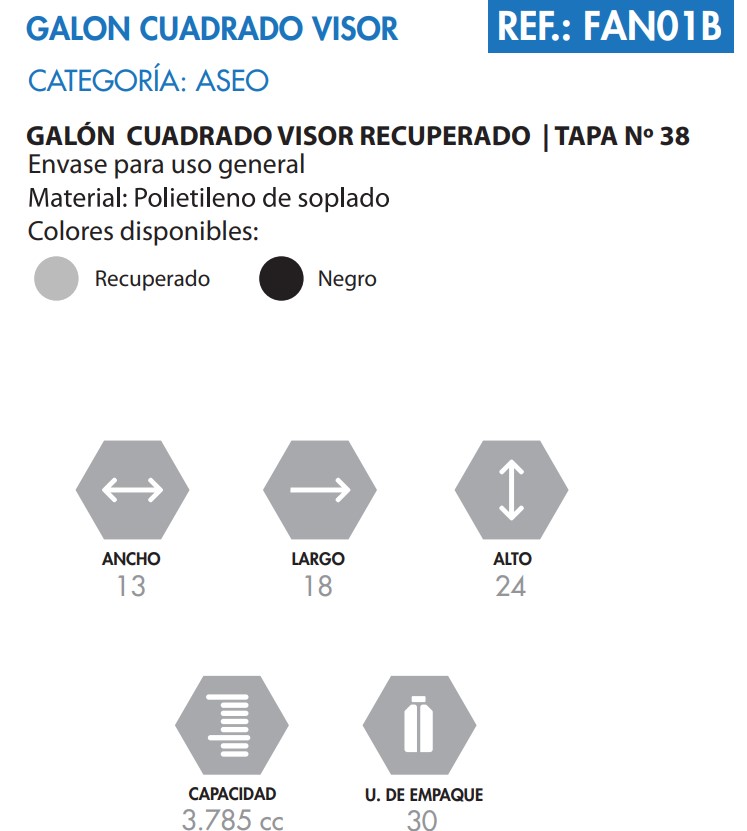 GALON CUADRADO VISOR
REF.: FAN01B
CATEGORÍA: ASEO
GALÓN CUADRADO VISOR RECUPERADO | TAPA Nº 38
Envase para uso general
Material: Polietileno de soplado
Colores disponibles:
Recuperado Negro
ANCHO LARGO ALTO
13 18 24
CAPACIDAD U. DE EMPAQUE
3.785 cc 30